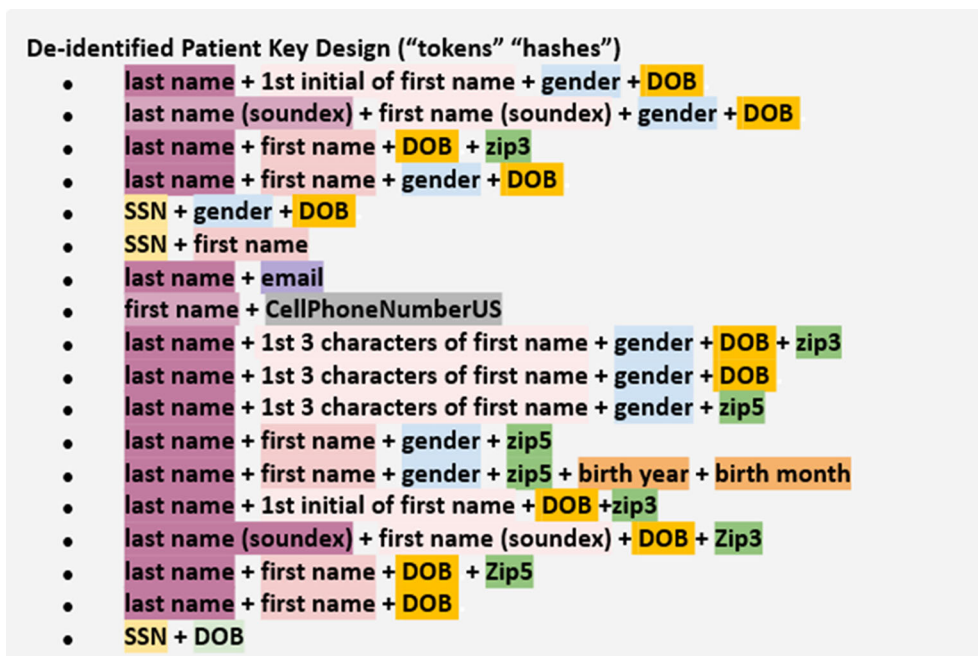 De-identified Patient Key Design (“tokens” “hashes”)
• last name + 1st initial of first name + gender + DOB
• last name (soundex) + first name (soundex) + gender + DOB
• last name + first name + DOB + zip3
• last name + first name + gender + DOB
• SSN + gender + DOB
• SSN + first name
• last name + email
• first name + CellPhoneNumberUS
• last name + 1st 3 characters of first name + gender + DOB + zip3
• last name + 1st 3 characters of first name + gender + DOB
• last name + 1st 3 characters of first name + gender + zip5
• last name + first name + gender + zip5
• last name + first name + gender + zip5 + birth year + birth month
• last name + 1st initial of first name + DOB +zip3
• last name (soundex) + first name (soundex) + DOB + Zip3
• last name + first name + DOB + Zip5
• last name + first name + DOB
• SSN + DOB